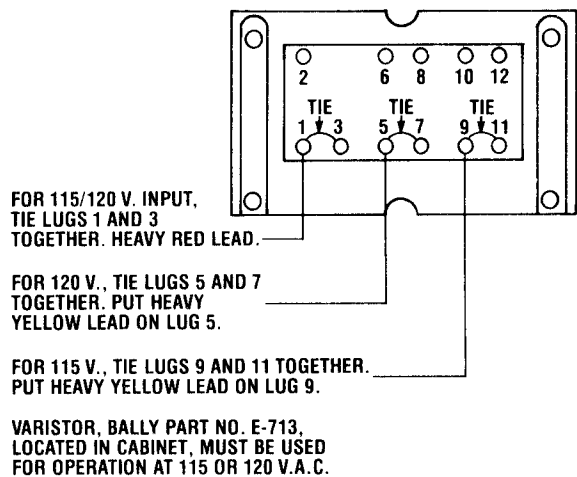 2 6 8 10 12
TIE TIE TIE
1 3 5 7 9 11
FOR 115/120 V. INPUT,
TIE LUGS 1 AND 3
TOGETHER. HEAVY RED LEAD.
FOR 120 V., TIE LUGS 5 AND 7
TOGETHER. PUT HEAVY
YELLOW LEAD ON LUG 5.
FOR 115 V., TIE LUGS 9 AND 11 TOGETHER.
PUT HEAVY YELLOW LEAD ON LUG 9.
VARISTOR, BALLY PART NO. E-713,
LOCATED IN CABINET, MUST BE USED
FOR OPERATION AT 115 OR 120 V.A.C.